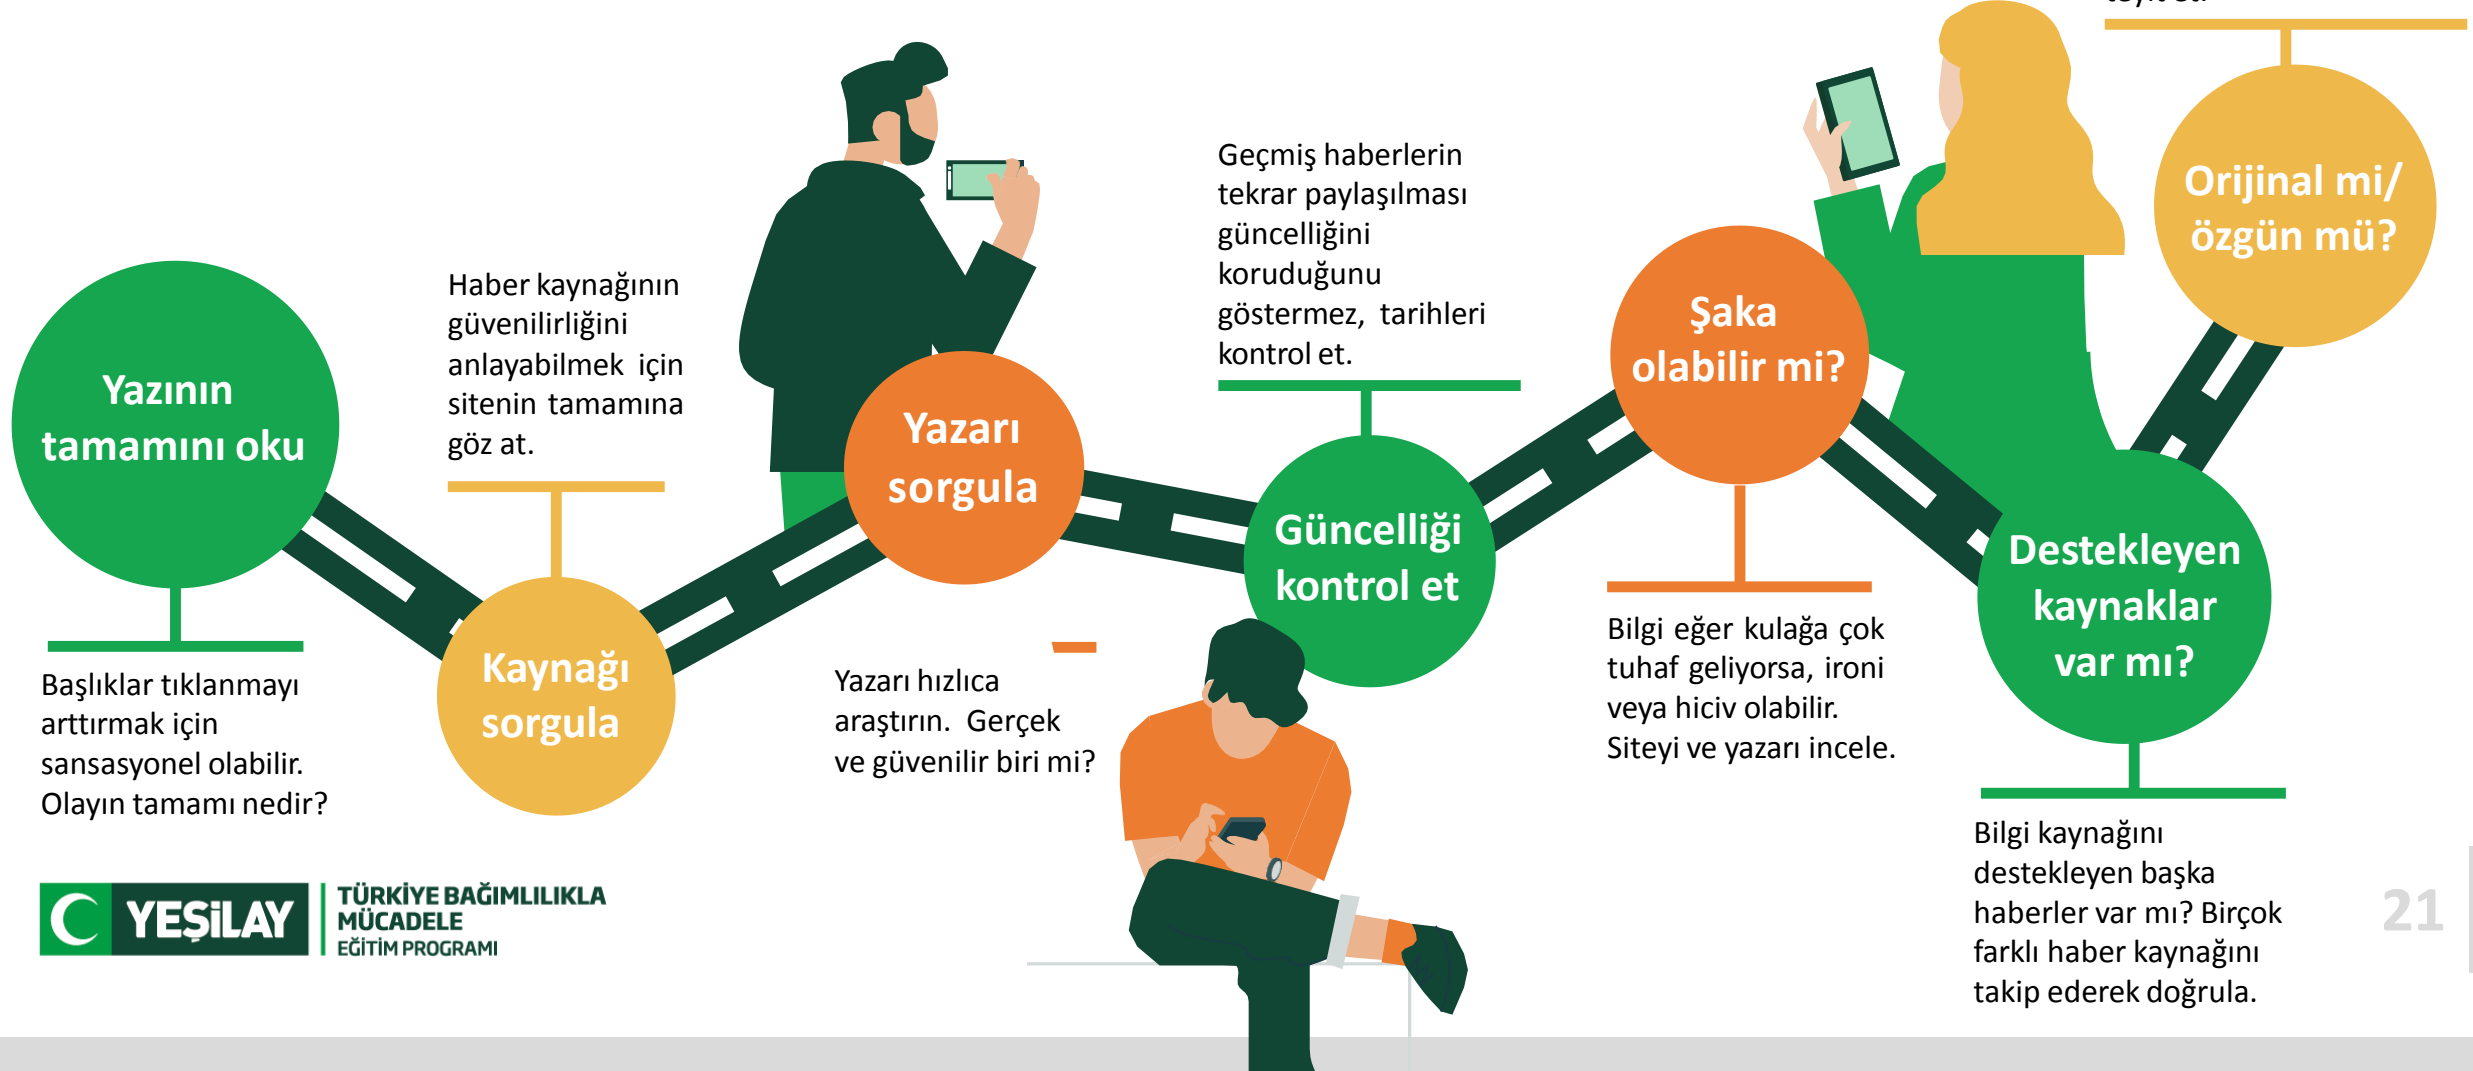 Yazının
tamamını oku
Başlıklar tıklanmayı
arttırmak için
sansasyonel olabilir.
Olayın tamamı nedir?
Haber kaynağının
güvenilirliğini
anlayabilmek için
sitenin tamamına
göz at.
Kaynağı
sorgula
Yazarı
sorgula
Yazarı hızlıca
araştırın. Gerçek
ve güvenilir biri mi?
Geçmiş haberlerin
tekrar paylaşılması
güncelliğini
koruduğunu
göstermez, tarihleri
kontrol et.
Güncelliği
kontrol et
Şaka
olabilir mi?
Bilgi eğer kulağa çok
tuhaf geliyorsa, ironi
veya hiciv olabilir.
Siteyi ve yazarı incele.
Destekleyen
kaynaklar
var mı?
Bilgi kaynağını
destekleyen başka
haberler var mı? Birçok
farklı haber kaynağını
takip ederek doğrula.
Orijinal mi/
özgün mü?
YEŞİLAY
TÜRKİYE BAĞIMLILIKLA
MÜCADELE
EĞİTİM PROGRAMI
21